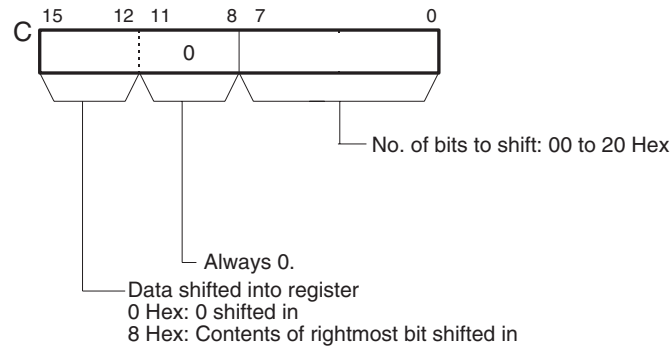 15 12 11 8 7 0
C
0
No. of bits to shift: 00 to 20 Hex
Always 0.
Data shifted into register
0 Hex: 0 shifted in
8 Hex: Contents of rightmost bit shifted in